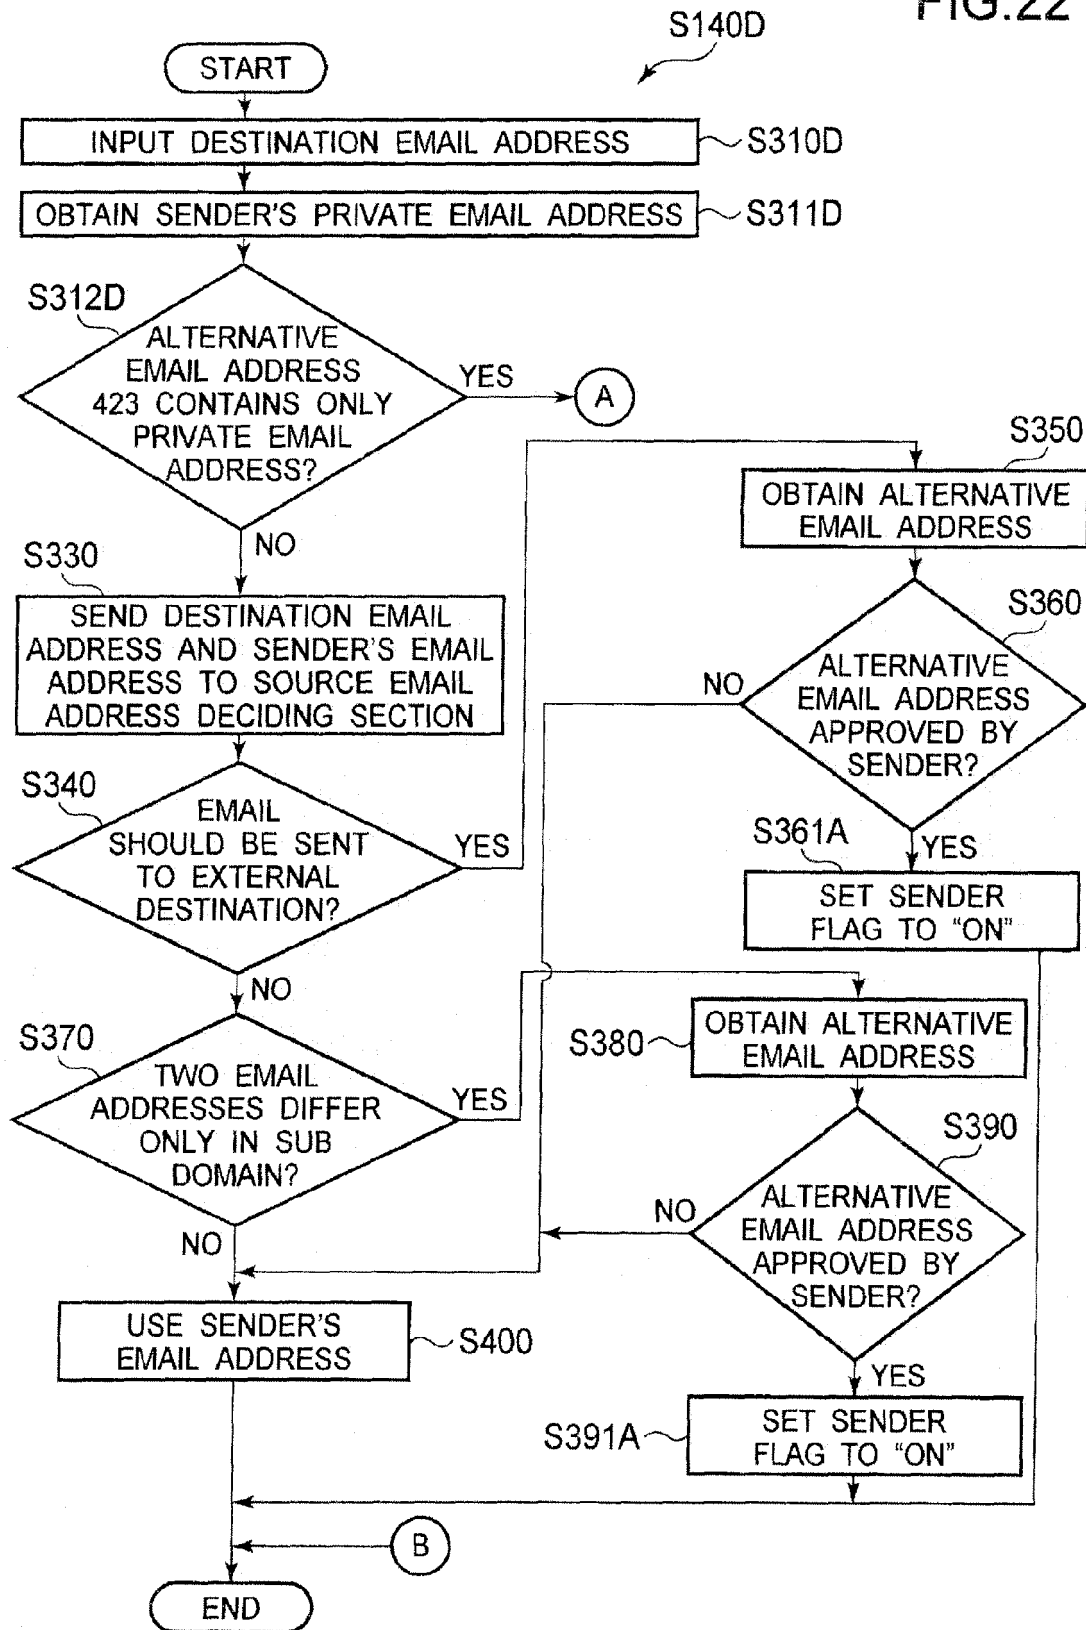 FIG.22
S140D
START
INPUT DESTINATION EMAIL ADDRESS
S310D
OBTAIN SENDER'S PRIVATE EMAIL ADDRESS
S311D
S312D
ALTERNATIVE
EMAIL ADDRESS
423 CONTAINS ONLY
PRIVATE EMAIL
ADDRESS?
YES
A
NO
S330
SEND DESTINATION EMAIL
ADDRESS AND SENDER'S EMAIL
ADDRESS TO SOURCE EMAIL
ADDRESS DECIDING SECTION
S340
EMAIL
SHOULD BE SENT
TO EXTERNAL
DESTINATION?
YES
NO
S350
OBTAIN ALTERNATIVE
EMAIL ADDRESS
S360
ALTERNATIVE
EMAIL ADDRESS
APPROVED BY
SENDER?
NO
YES
S361A
SET SENDER
FLAG TO “ON”
S370
TWO EMAIL
ADDRESSES DIFFER
ONLY IN SUB
DOMAIN?
YES
NO
S380
OBTAIN ALTERNATIVE
EMAIL ADDRESS
S390
ALTERNATIVE
EMAIL ADDRESS
APPROVED BY
SENDER?
NO
YES
S391A
SET SENDER
FLAG TO “ON”
USE SENDER'S
EMAIL ADDRESS
S400
B
END